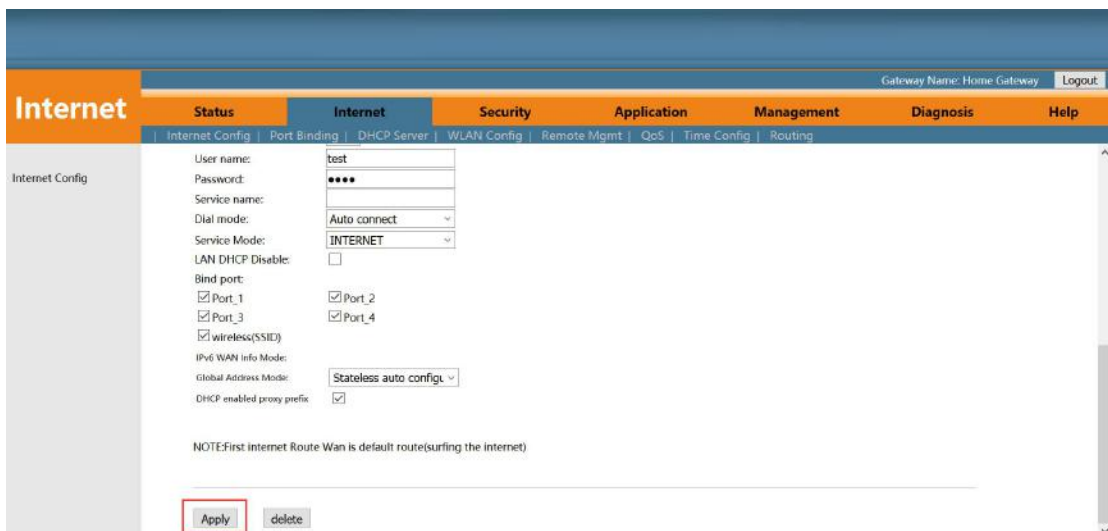 Gateway Name: Home Gateway Logout
Internet
Status Internet Security Application Management Diagnosis Help
| Internet Config | Port Binding | DHCP Server | WLAN Config | Remote Mgmt | QoS | Time Config | Routing
Internet Config
User name: test
Password: ••••
Service name:
Dial mode: Auto connect
Service Mode: INTERNET
LAN DHCP Disable:
Bind port:
Port_1 Port_2
Port_3 Port_4
wireless(SSID)
IPv6 WAN Info Mode:
Global Address Mode: Stateless auto configu
DHCP enabled proxy prefix
NOTE:First internet Route Wan is default route(surfing the internet)
Apply delete